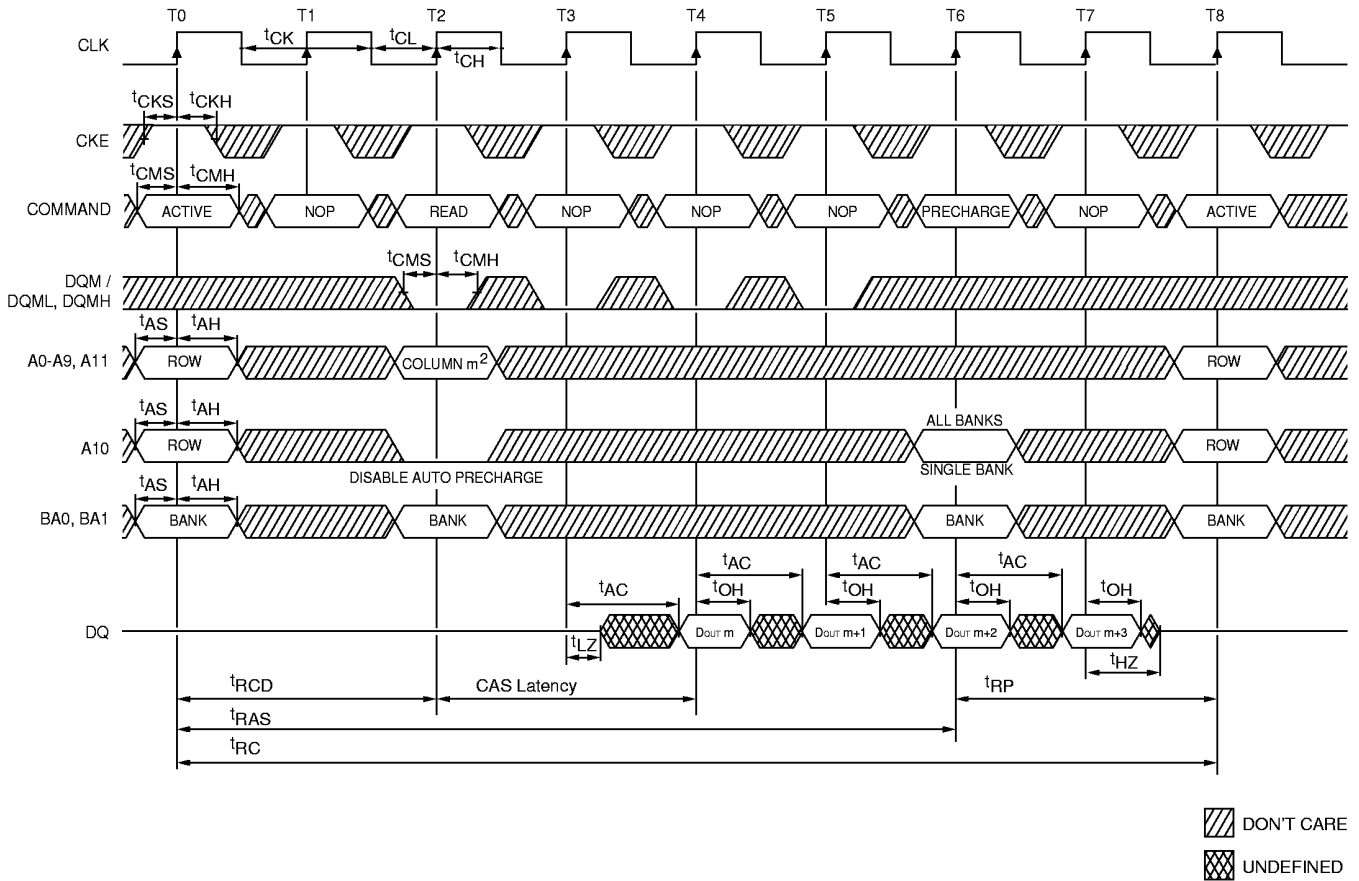 T0 T1 T2 T3 T4 T5 T6 T7 T8
CLK tCK tCL tCH
tCKS tCKH
CKE
tCMS tCMH
COMMAND ACTIVE NOP READ NOP NOP NOP PRECHARGE NOP ACTIVE
tCMS tCMH
DQM /
DQML, DQMH
tAS tAH
A0-A9, A11 ROW COLUMN m2 ROW
tAS tAH ALL BANKS
A10 ROW ROW
DISABLE AUTO PRECHARGE SINGLE BANK
tAS tAH
BA0, BA1 BANK BANK BANK BANK
tAC tAC tAC tAC
tOH tOH tOH tOH
DQ DOUT m DOUT m+1 DOUT m+2 DOUT m+3
tLZ tHZ
tRCD CAS Latency tRP
tRAS
tRC
DON'T CARE
UNDEFINED